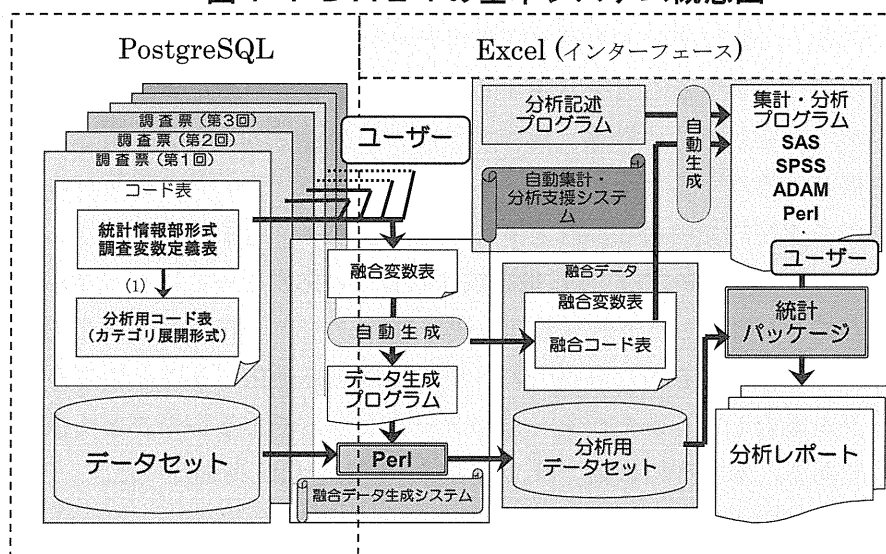 PostgreSQL
Excel (インターフェース)
調査票（第3回）
調査票（第2回）
調査票（第1回）
コード表
統計情報部形式
調査変数定義表
(1)
分析用コード表
(カテゴリ展開形式)
データセット
ユーザー
融合変数表
自動生成
データ生成
プログラム
Perl
融合データ生成システム
分析記述
プログラム
自動生成
自動集計・
分析支援システ
ム
集計・分析
プログラム
SAS
SPSS
ADAM
Perl
・
ユーザー
融合データ
融合変数表
融合コード表
分析用
データセット
統計
パッケージ
分析レポート